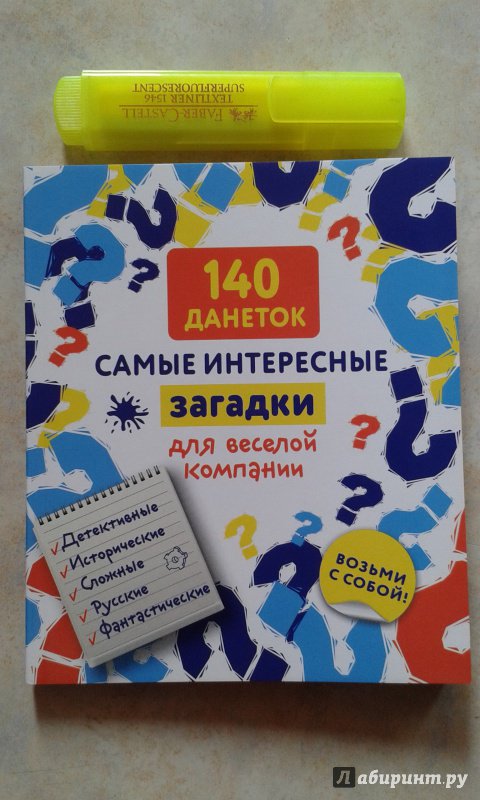 FABER-CASTELL
TEXTLINER 1546
SUPERFLUORESCENT
140
ДАНЕТОК
САМЫЕ ИНТЕРЕСНЫЕ
загадки
для веселой
компании
Детективные
Исторические
Сложные
Русские
Фантастические
ВОЗЬМИ
С СОБОЙ!
Лабиринт.ру